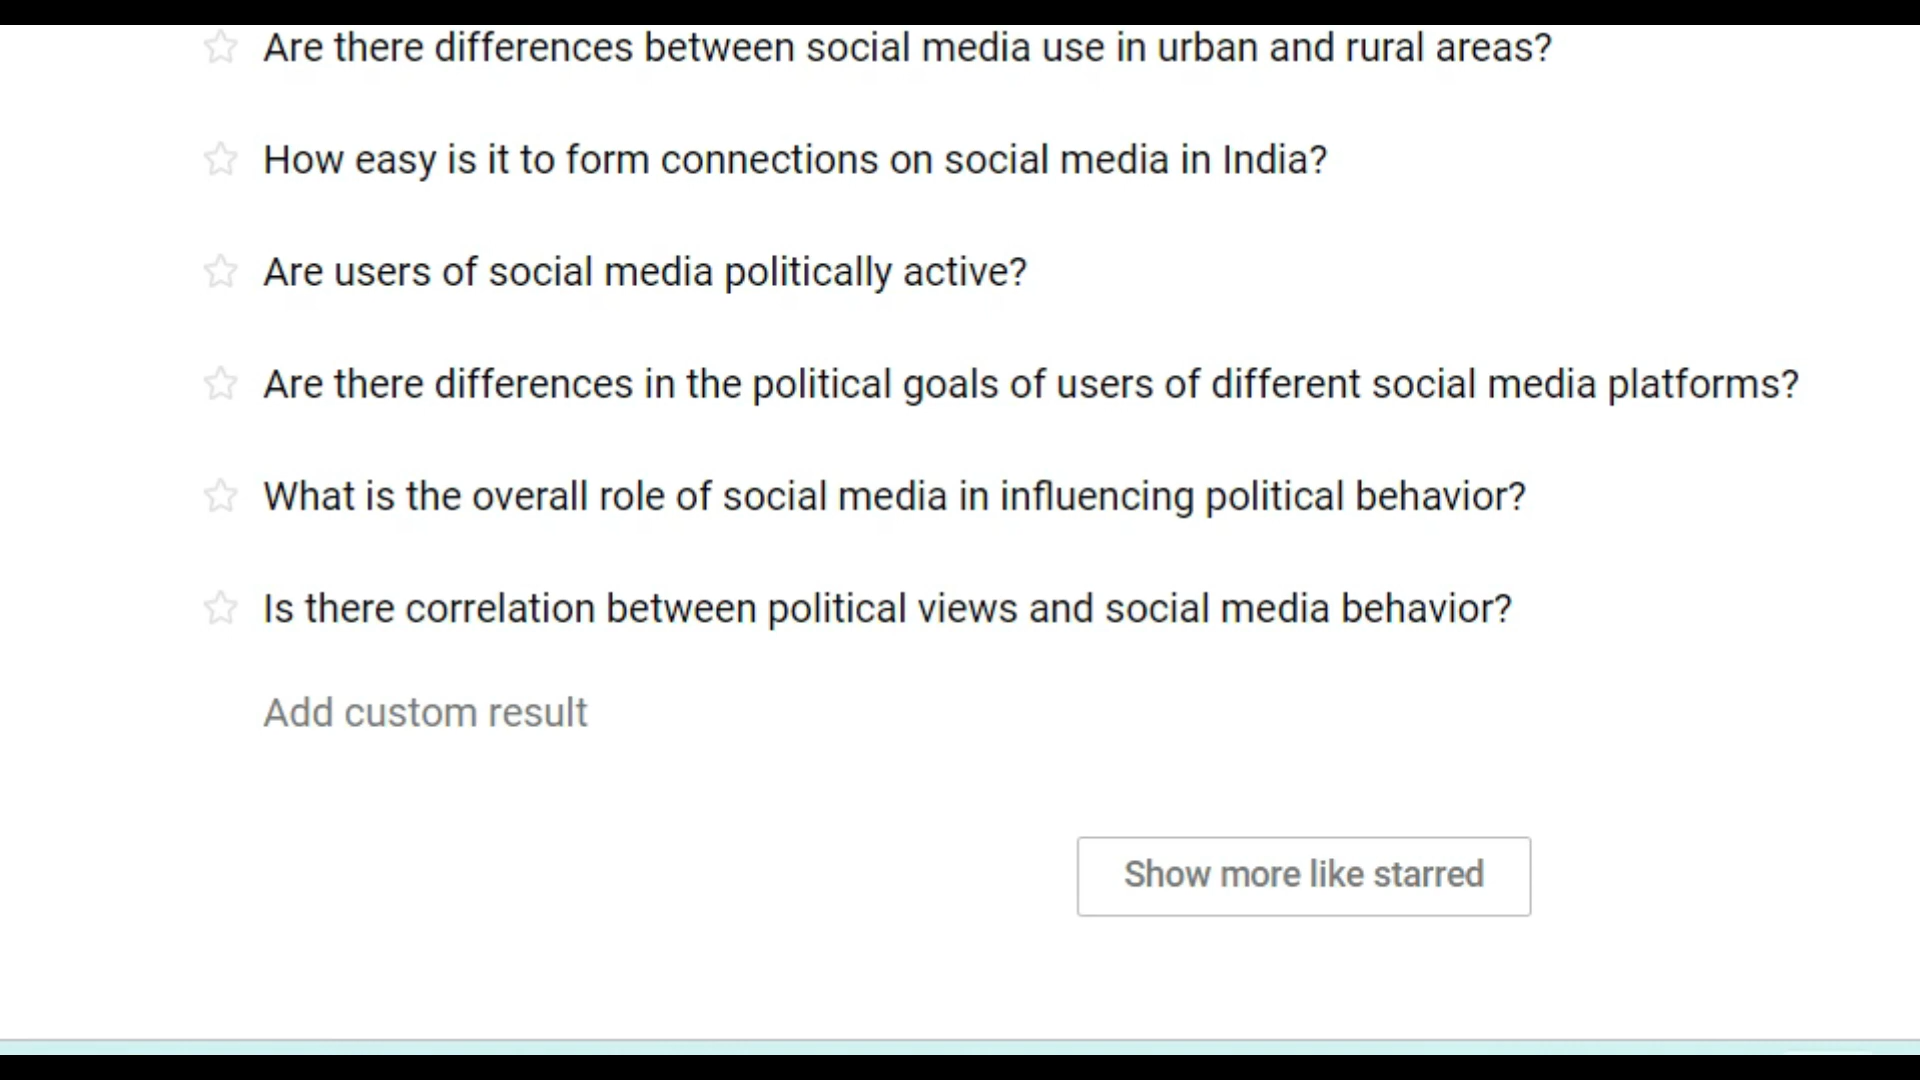 Are there differences between social media use in urban and rural areas?
How easy is it to form connections on social media in India?
Are users of social media politically active?
Are there differences in the political goals of users of different social media platforms?
What is the overall role of social media in influencing political behavior?
Is there correlation between political views and social media behavior?
Add custom result
Show more like starred